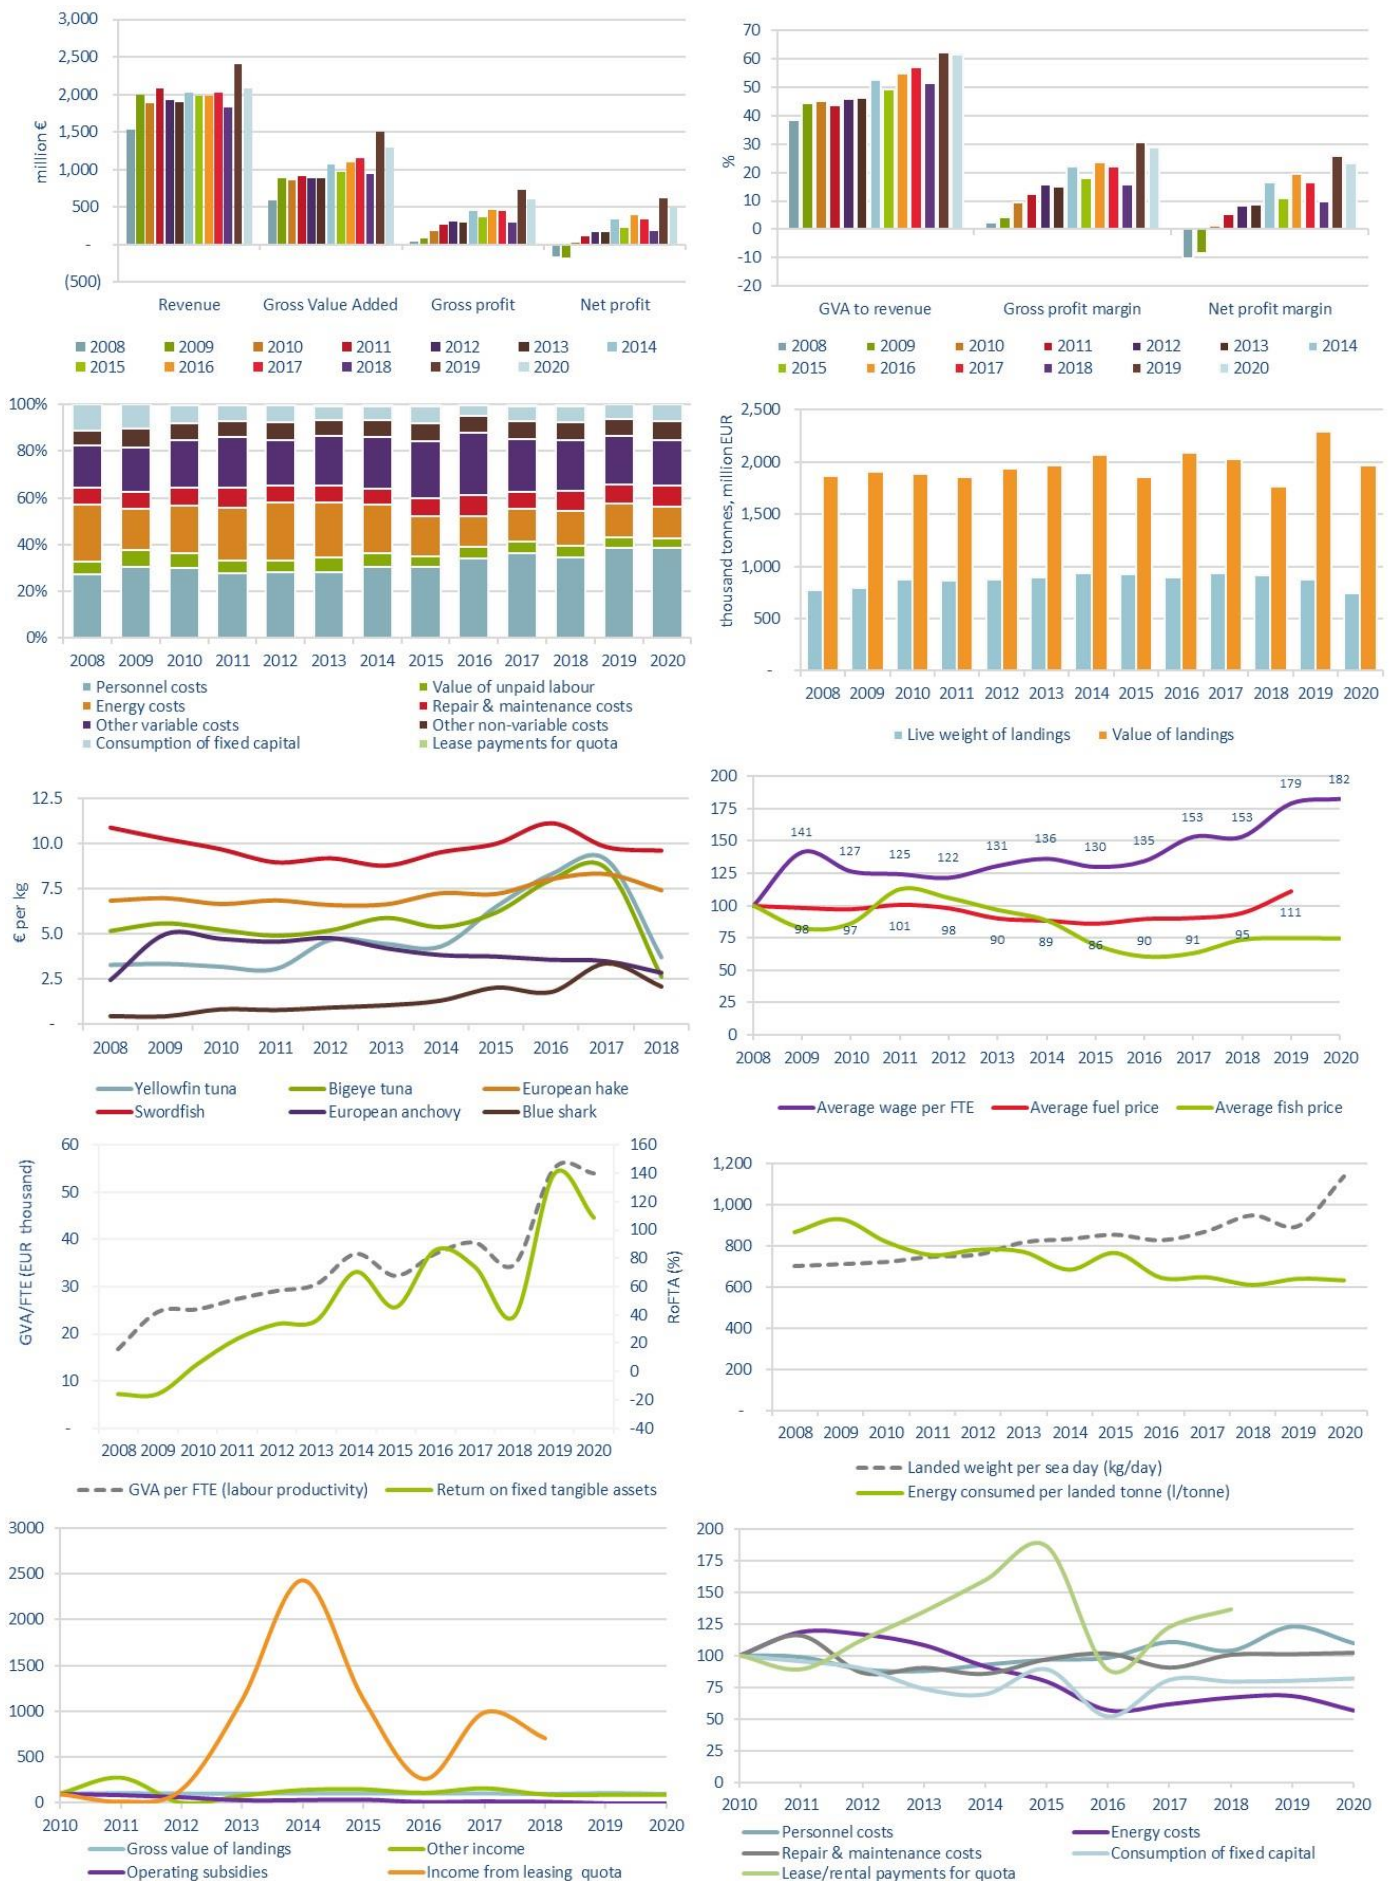 million €
3,000
2,500
2,000
1,500
1,000
500
-
(500)
Revenue Gross Value Added Gross profit Net profit
2008 2009 2010 2011 2012 2013 2014
2015 2016 2017 2018 2019 2020
%
70
60
50
40
30
20
10
0
-10
-20
GVA to revenue Gross profit margin Net profit margin
2008 2009 2010 2011 2012 2013 2014
2015 2016 2017 2018 2019 2020
100%
80%
60%
40%
20%
0%
2008 2009 2010 2011 2012 2013 2014 2015 2016 2017 2018 2019 2020
Personnel costs Value of unpaid labour
Energy costs Repair & maintenance costs
Other variable costs Other non-variable costs
Consumption of fixed capital Lease payments for quota
thousand tonnes, million EUR
2,500
2,000
1,500
1,000
500
-
2008 2009 2010 2011 2012 2013 2014 2015 2016 2017 2018 2019 2020
Live weight of landings Value of landings
€ per kg
12.5
10.0
7.5
5.0
2.5
-
2008 2009 2010 2011 2012 2013 2014 2015 2016 2017 2018
Yellowfin tuna Bigeye tuna European hake
Swordfish European anchovy Blue shark
200
175
150
125
100
75
50
25
0
141 127 125 122 131 136 130 135 153 153 179 182
98 97 101 98 90 89 86 90 91 95 111
2008 2009 2010 2011 2012 2013 2014 2015 2016 2017 2018 2019 2020
Average wage per FTE Average fuel price Average fish price
GVA/FTE (EUR thousand)
60
50
40
30
20
10
-
160
140
120
100
80
60
40
20
0
-20
-40
RoFTA (%)
2008 2009 2010 2011 2012 2013 2014 2015 2016 2017 2018 2019 2020
GVA per FTE (labour productivity) Return on fixed tangible assets
1,200
1,000
800
600
400
200
-
2008 2009 2010 2011 2012 2013 2014 2015 2016 2017 2018 2019 2020
Landed weight per sea day (kg/day)
Energy consumed per landed tonne (l/tonne)
3000
2500
2000
1500
1000
500
0
2010 2011 2012 2013 2014 2015 2016 2017 2018 2019 2020
Gross value of landings Other income
Operating subsidies Income from leasing quota
200
175
150
125
100
75
50
25
0
2010 2011 2012 2013 2014 2015 2016 2017 2018 2019 2020
Personnel costs Energy costs
Repair & maintenance costs Consumption of fixed capital
Lease/rental payments for quota